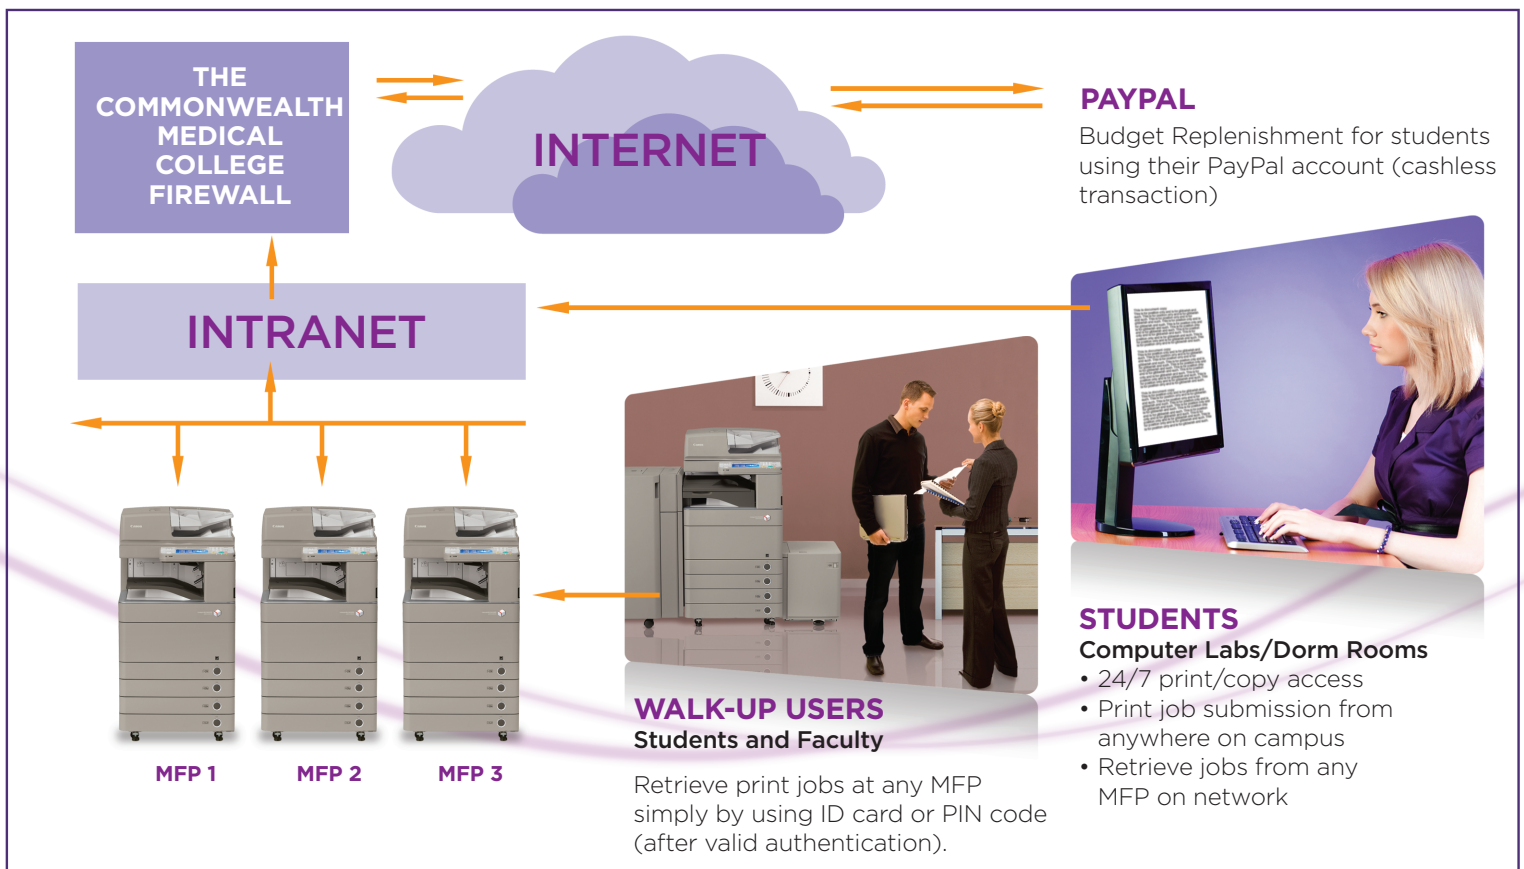 THE
COMMONWEALTH
MEDICAL
COLLEGE
FIREWALL
INTERNET
PAYPAL
Budget Replenishment for students
using their PayPal account (cashless
transaction)
INTRANET
MFP 1
MFP 2
MFP 3
WALK-UP USERS
Students and Faculty
Retrieve print jobs at any MFP
simply by using ID card or PIN code
(after valid authentication).
STUDENTS
Computer Labs/Dorm Rooms
• 24/7 print/copy access
• Print job submission from
anywhere on campus
• Retrieve jobs from any
MFP on network